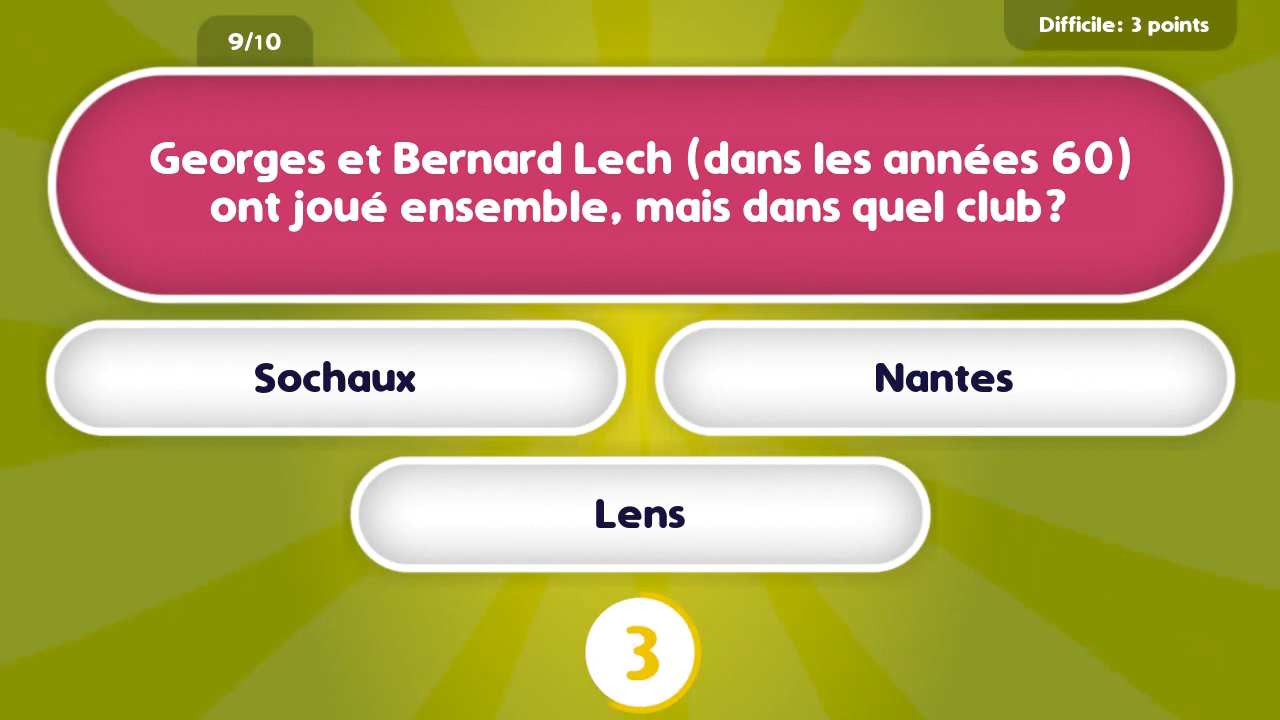 9/10
Difficile: 3 points
Georges et Bernard Lech (dans les années 60)
ont joué ensemble, mais dans quel club?
Sochaux
Nantes
Lens
3